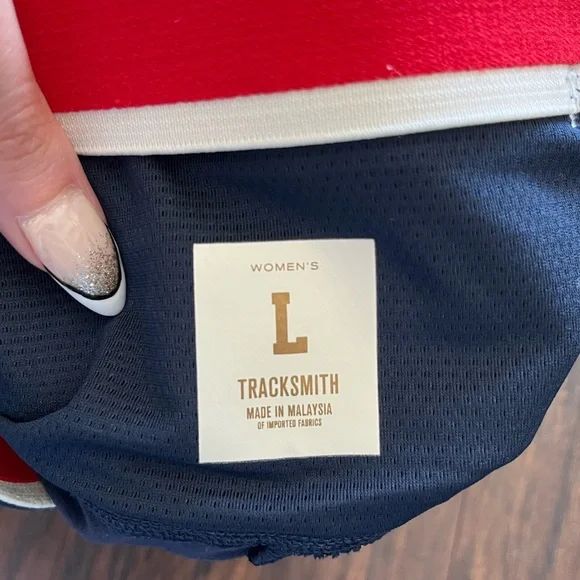 WOMEN'S
L
TRACKSMITH
MADE IN MALAYSIA
OF IMPORTED FABRICS